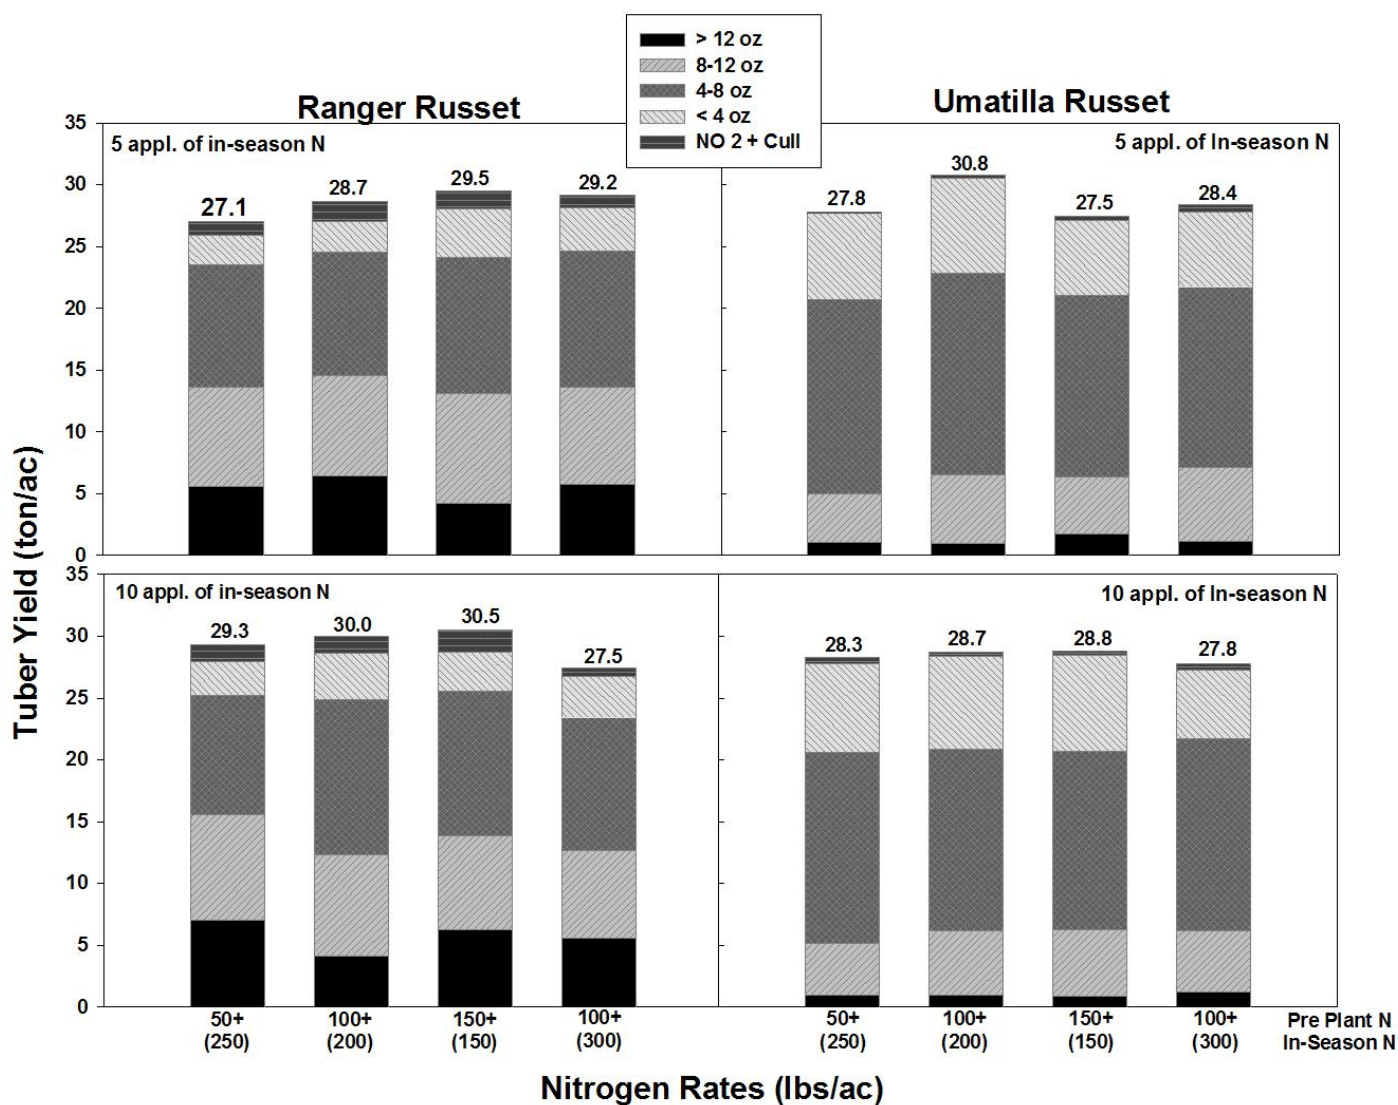 > 12 oz
8-12 oz
4-8 oz
< 4 oz
NO 2 + Cull
Ranger Russet
Umatilla Russet
Tuber Yield (ton/ac)
5 appl. of in-season N
35
30
25
20
15
10
5
0
27.1
28.7
29.5
29.2
5 appl. of In-season N
27.8
30.8
27.5
28.4
10 appl. of in-season N
35
30
25
20
15
10
5
0
29.3
30.0
30.5
27.5
10 appl. of In-season N
28.3
28.7
28.8
27.8
50+ 100+ 150+ 100+ 50+ 100+ 150+ 100+ Pre Plant N
(250) (200) (150) (300) (250) (200) (150) (300) In-Season N
Nitrogen Rates (lbs/ac)